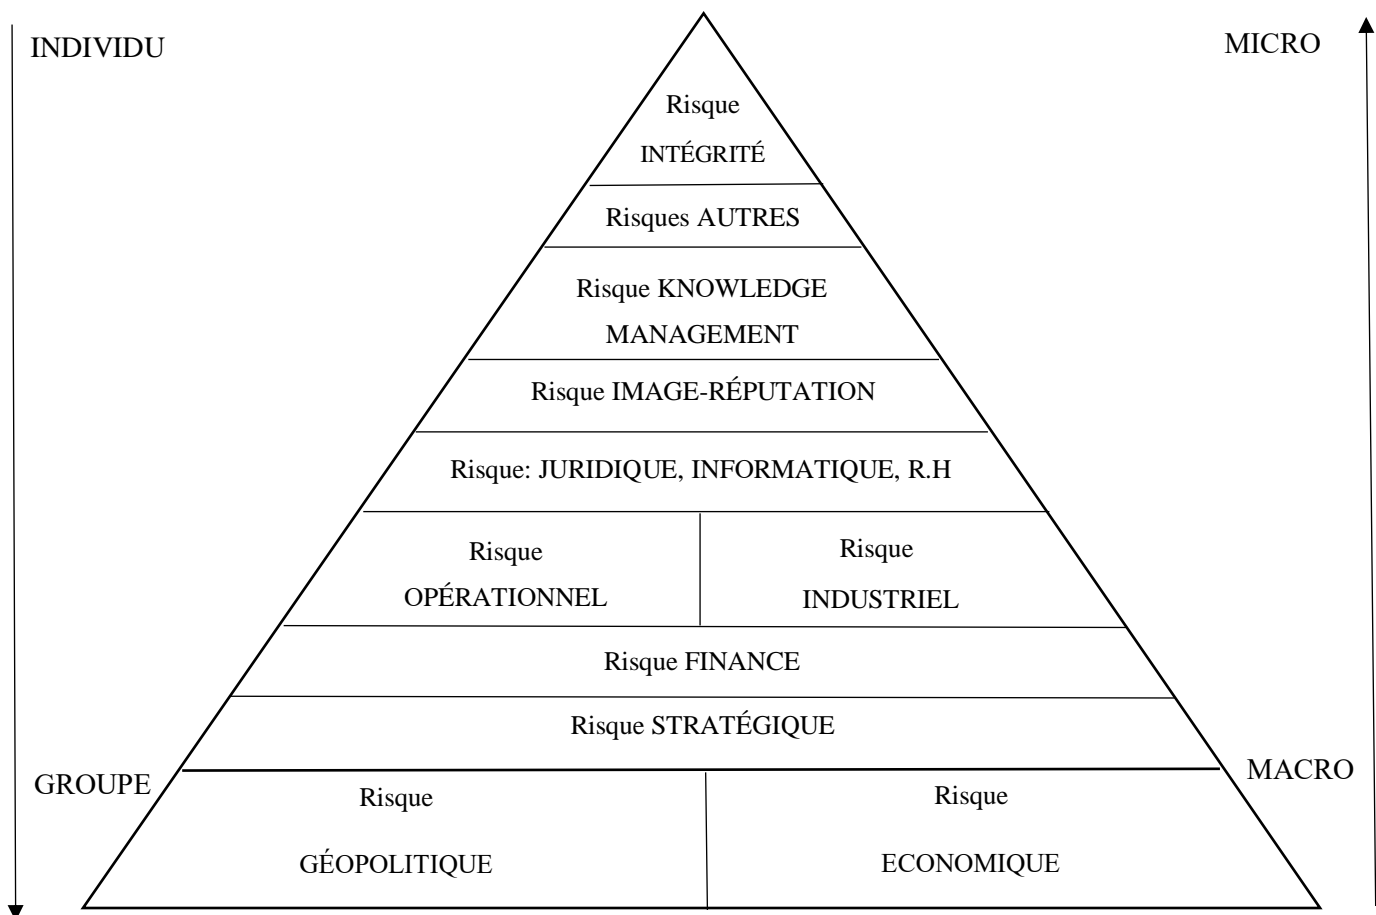 INDIVIDU
MICRO
Risque
INTÉGRITÉ
Risques AUTRES
Risque KNOWLEDGE
MANAGEMENT
Risque IMAGE-RÉPUTATION
Risque: JURIDIQUE, INFORMATIQUE, R.H
Risque
OPÉRATIONNEL
Risque
INDUSTRIEL
Risque FINANCE
Risque STRATÉGIQUE
GROUPE
MACRO
Risque
GÉOPOLITIQUE
Risque
ECONOMIQUE